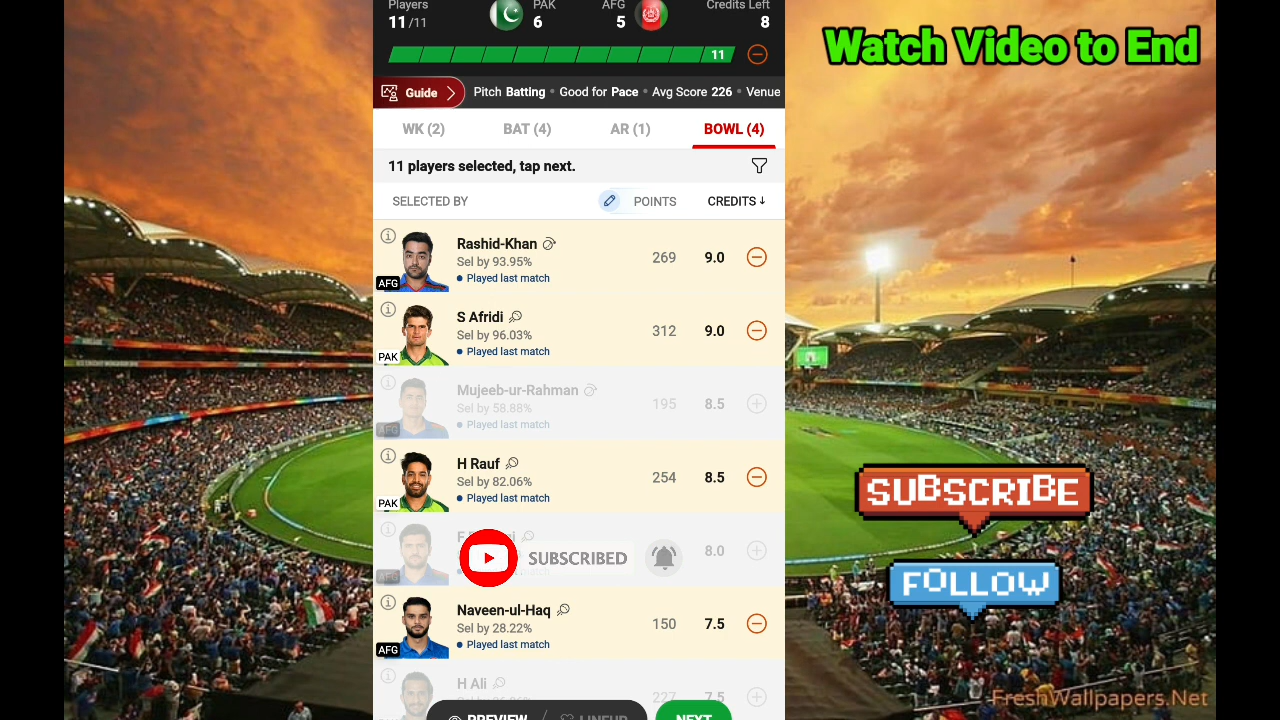 Players
PAK
AFG
Credits Left
11/11
6
5
8
11
Watch Video to End
Guide
Pitch Batting • Good for Pace • Avg Score 226 • Venue
WK (2)
BAT (4)
AR (1)
BOWL (4)
11 players selected, tap next.
SELECTED BY
POINTS
CREDITS↓
Rashid-Khan
Sel by 93.95%
269
9.0
AFG
Played last match
S Afridi
Sel by 96.03%
312
9.0
PAK
Played last match
Mujeeb-ur-Rahman
Sel by 58.88%
195
8.5
AFG
Played last match
H Rauf
Sel by 82.06%
254
8.5
PAK
Played last match
SUBSCRIBE
8.0
AFG
SUBSCRIBED
FOLLOW
Naveen-ul-Haq
Sel by 28.22%
150
7.5
AFG
Played last match
H Ali
227
7.5
PREVIEW / LINEUP
NEXT
FreshWallpapers.Net